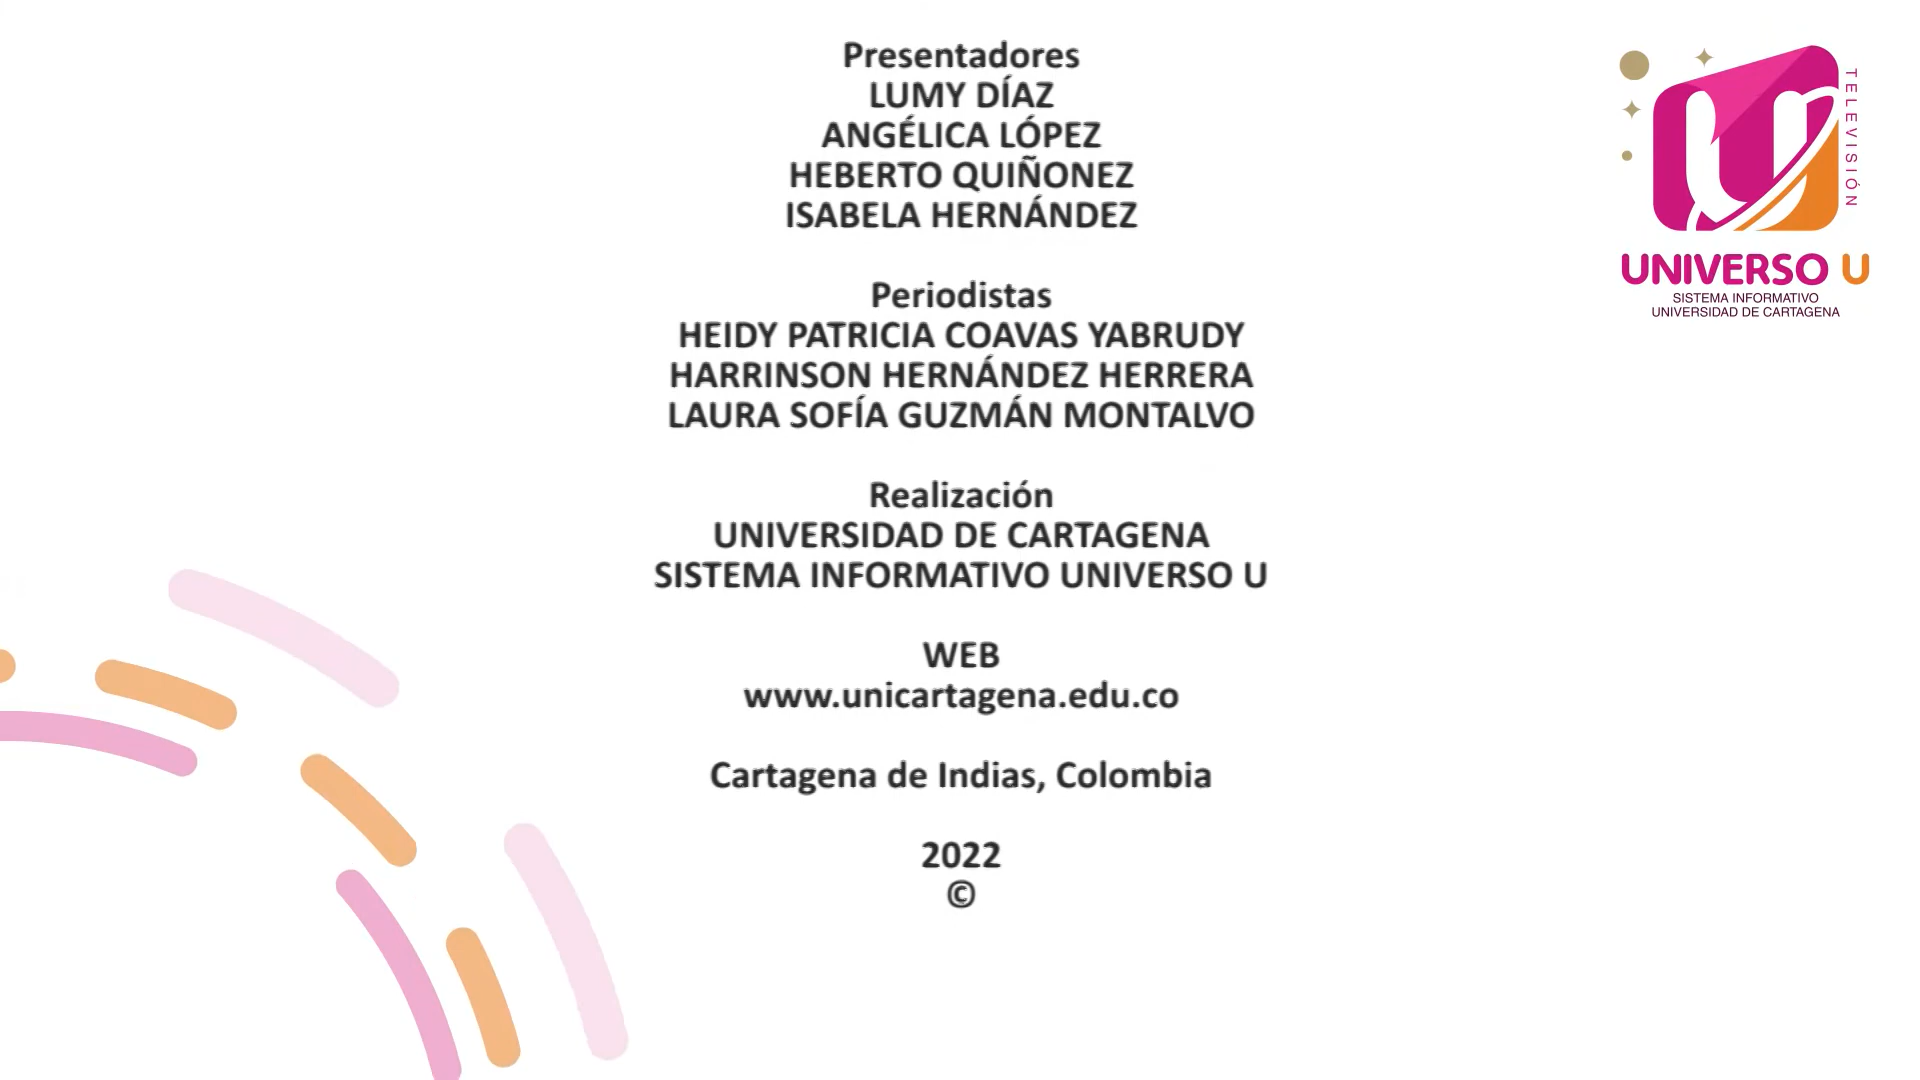 Presentadores
LUMY DÍAZ
ANGÉLICA LÓPEZ
HEBERTO QUIÑONEZ
ISABELA HERNÁNDEZ
Periodistas
HEIDY PATRICIA COAVAS YABRUDY
HARRINSON HERNÁNDEZ HERRERA
LAURA SOFÍA GUZMÁN MONTALVO
Realización
UNIVERSIDAD DE CARTAGENA
SISTEMA INFORMATIVO UNIVERSO U
WEB
www.unicartagena.edu.co
Cartagena de Indias, Colombia
2022
©
U
TELEVISIÓN
UNIVERSO U
SISTEMA INFORMATIVO
UNIVERSIDAD DE CARTAGENA